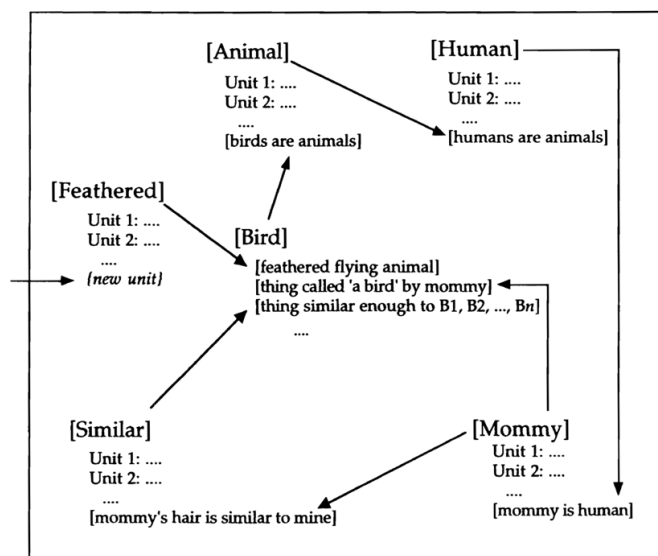 [Animal]
Unit 1: ....
Unit 2: ....
....
[birds are animals]
[Human]
Unit 1: ....
Unit 2: ....
....
[humans are animals]
[Feathered]
Unit 1: ....
Unit 2: ....
....
{new unit}
[Bird]
[feathered flying animal]
[thing called 'a bird' by mommy]
[thing similar enough to B1, B2, ..., Bn]
....
[Similar]
Unit 1: ....
Unit 2: ....
....
[mommy's hair is similar to mine]
[Mommy]
Unit 1: ....
Unit 2: ....
....
[mommy is human]